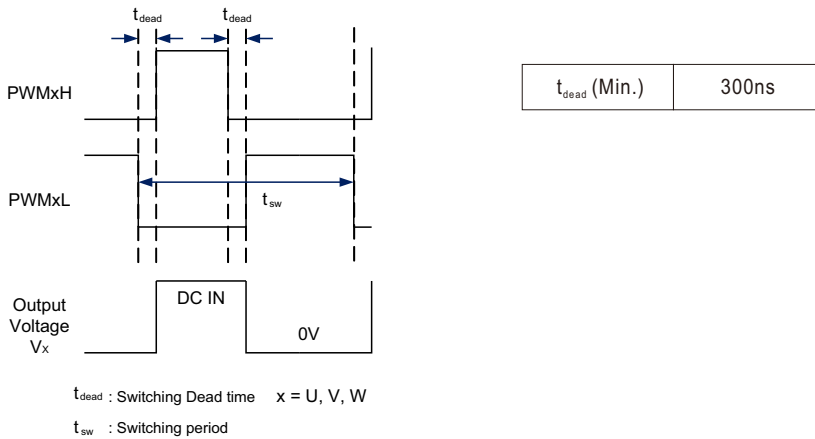 tdead tdead
PWMxH
tdead (Min.) 300ns
PWMxL
tsw
DC IN
Output
Voltage
Vx
0V
tdead : Switching Dead time x = U, V, W
tsw : Switching period